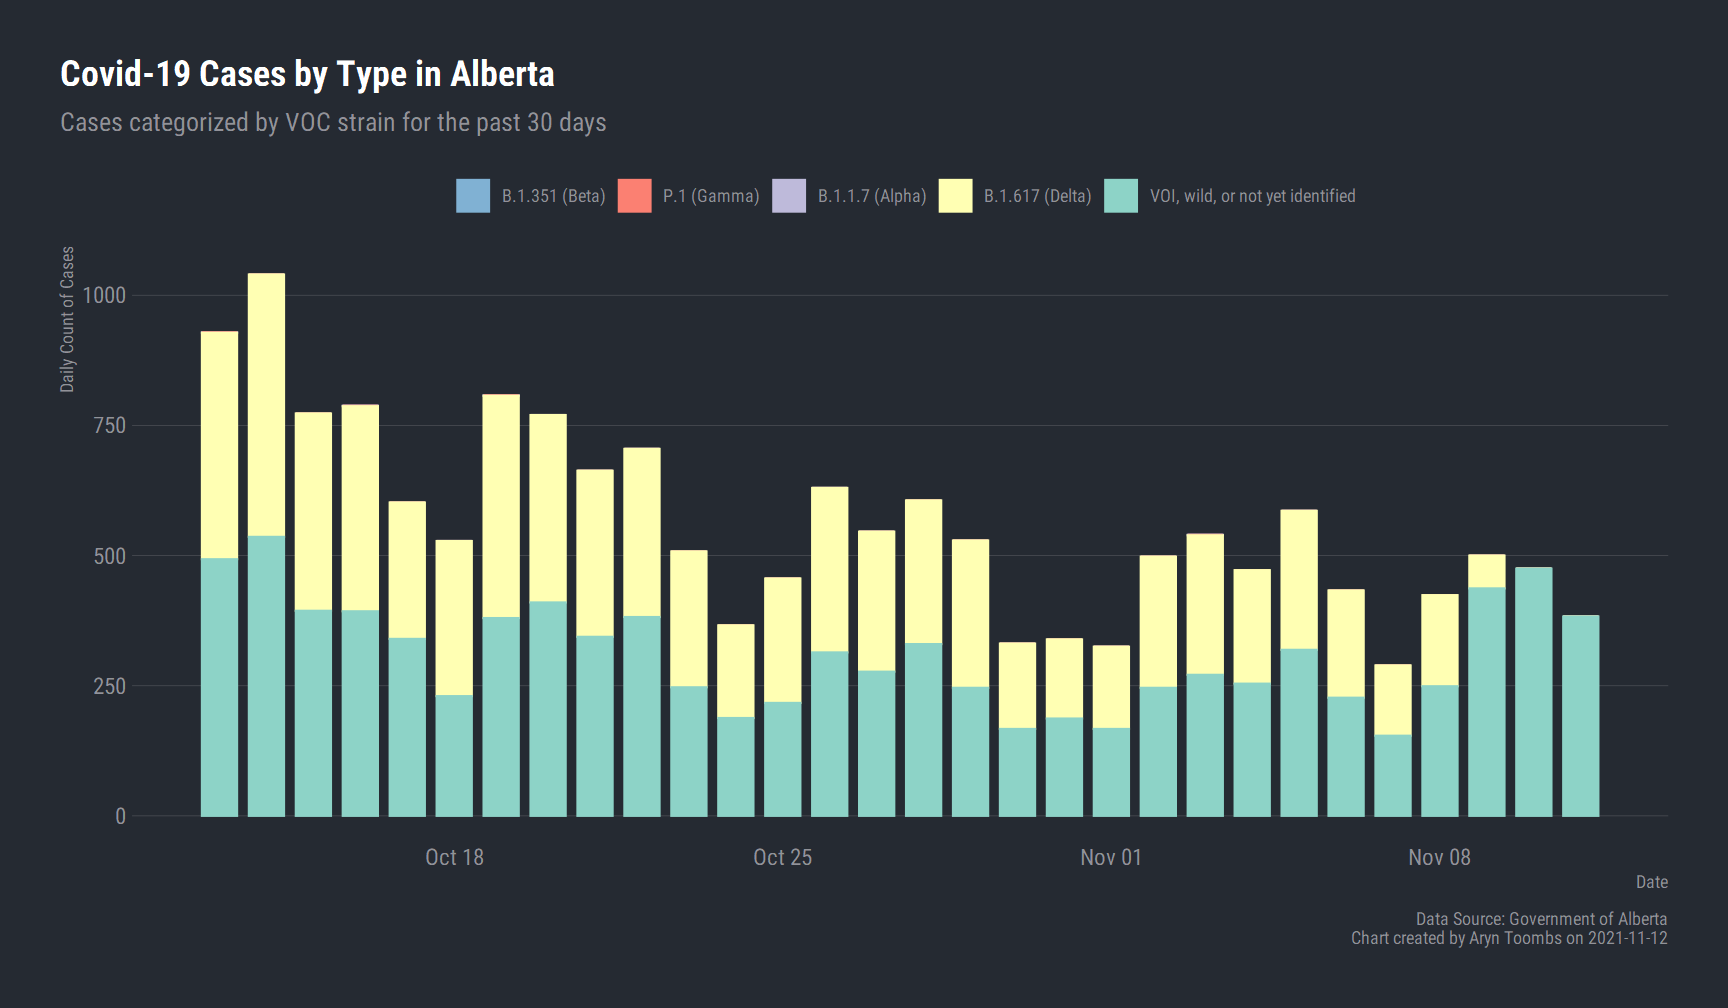 Covid-19 Cases by Type in Alberta
Cases categorized by VOC strain for the past 30 days
B.1.351 (Beta) P.1 (Gamma) B.1.1.7 (Alpha) B.1.617 (Delta) VOI, wild, or not yet identified
Daily Count of Cases
1000
750
500
250
0
Oct 18 Oct 25 Nov 01 Nov 08
Date
Data Source: Government of Alberta
Chart created by Aryn Toombs on 2021-11-12